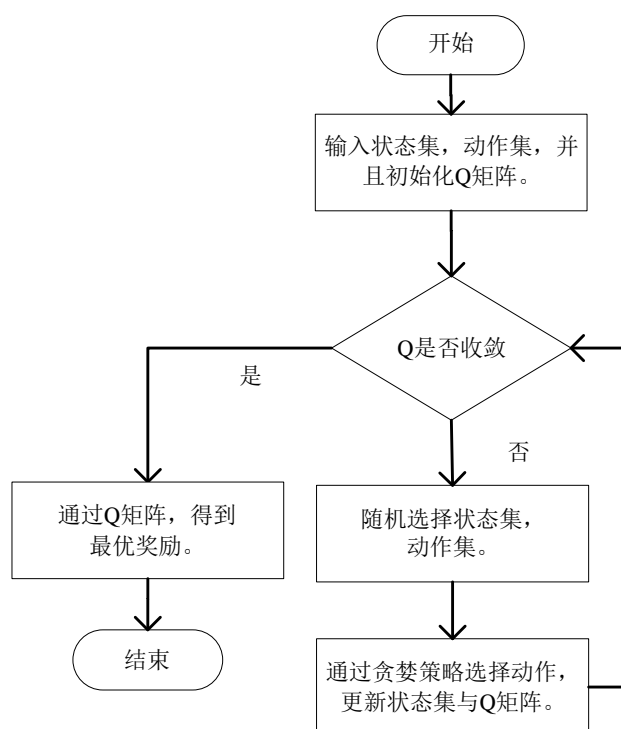 开始
输入状态集，动作集，并
且初始化Q矩阵。
Q是否收敛
是
否
通过Q矩阵，得到
最优奖励。
随机选择状态集，
动作集。
结束
通过贪婪策略选择动作，
更新状态集与Q矩阵。